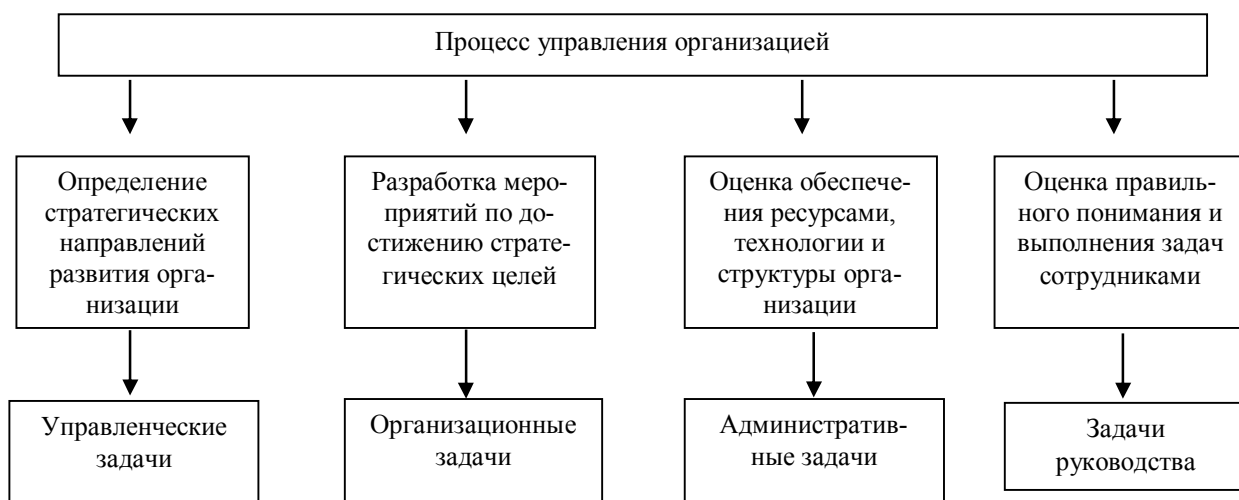 Процесс управления организацией
Определение
стратегических
направлений
развития орга-
низации
Разработка меро-
приятий по до-
стижению страте-
гических целей
Оценка обеспече-
ния ресурсами,
технологии и
структуры орга-
низации
Оценка правиль-
ного понимания и
выполнения задач
сотрудниками
Управленческие
задачи
Организационные
задачи
Административ-
ные задачи
Задачи
руководства